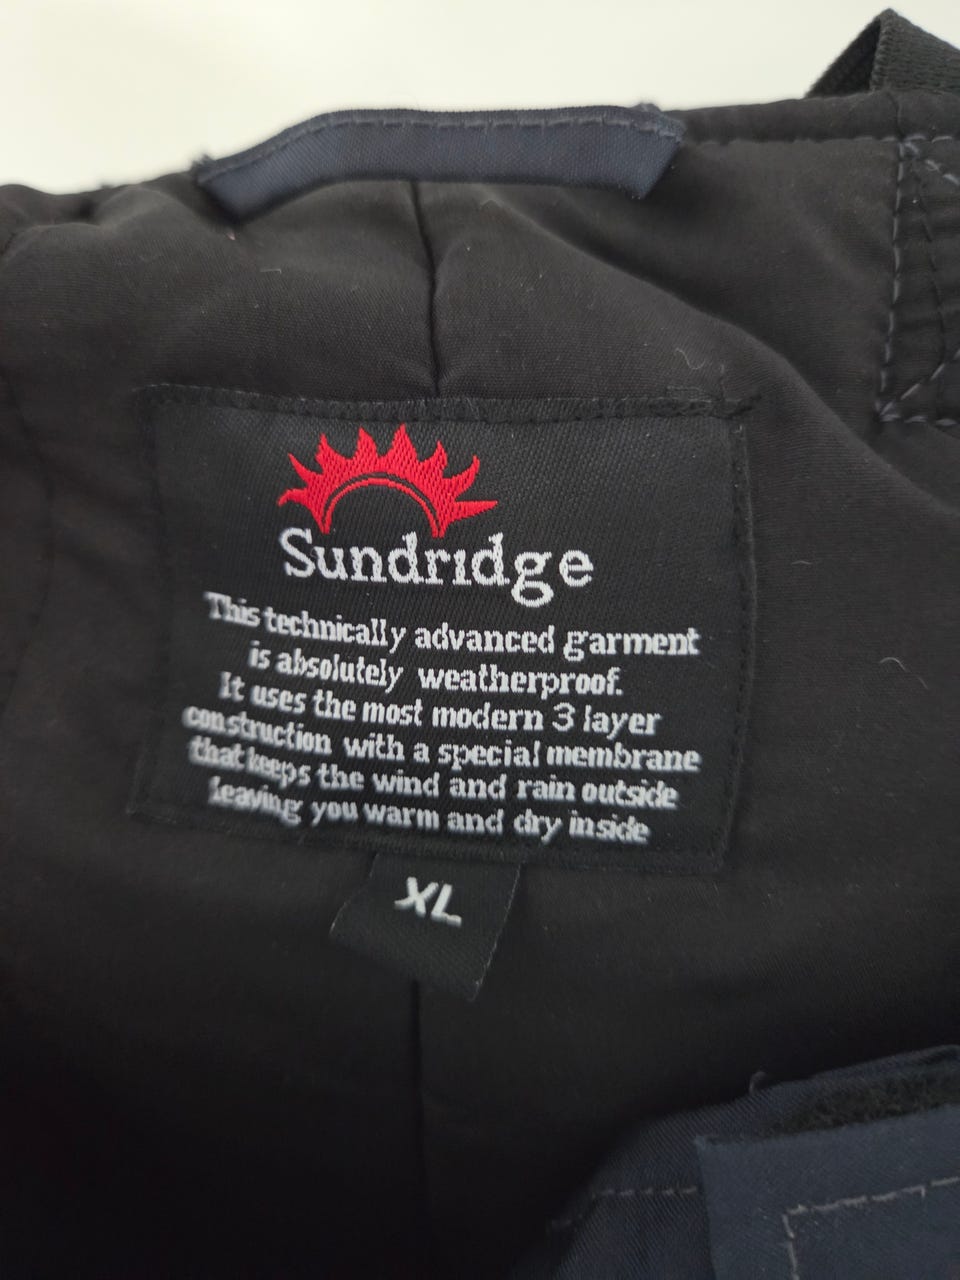 Sundridge
This technically advanced garment
is absolutely weatherproof.
It uses the most modern 3 layer
construction with a special membrane
that keeps the wind and rain outside
leaving you warm and dry inside
XL